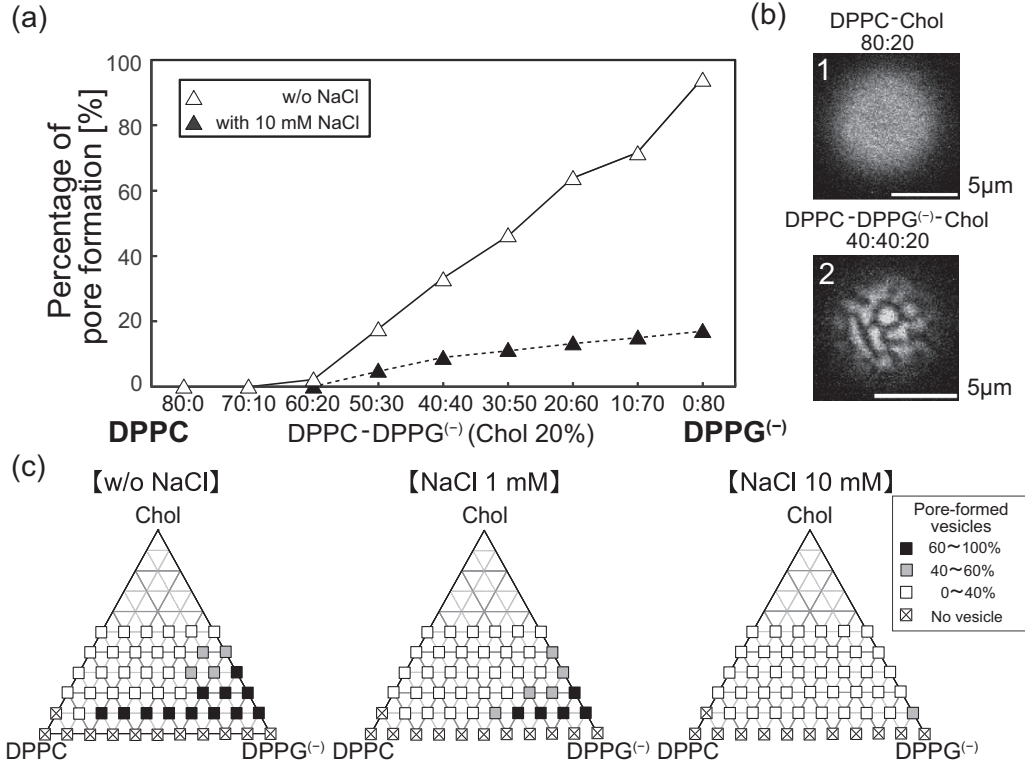 (a)
100
80
60
40
20
0
Percentage of
pore formation [%]
w/o NaCl
with 10 mM NaCl
80:0 70:10 60:20 50:30 40:40 30:50 20:60 10:70 0:80
DPPC DPPC-DPPG(−) (Chol 20%) DPPG(−)
(b)
DPPC-Chol
80:20
1
5μm
DPPC-DPPG(−)-Chol
40:40:20
2
5μm
(c)
【w/o NaCl】
Chol
DPPC DPPG(−)
【NaCl 1 mM】
Chol
DPPC DPPG(−)
【NaCl 10 mM】
Chol
DPPC DPPG(−)
Pore-formed
vesicles
60~100%
40~60%
0~40%
No vesicle